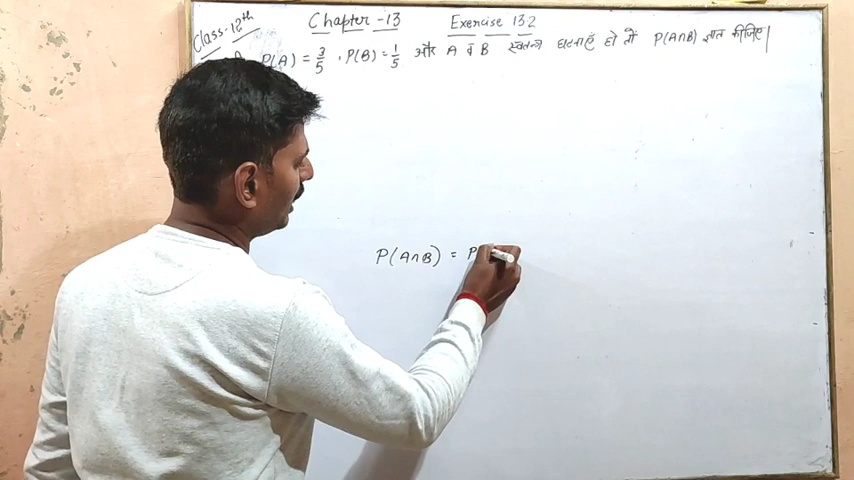 Class-12th Chapter-13 Exercise 13.2
P(A) = 3/5 , P(B) = 1/5 और A व B स्वतन्त्र घटनाएँ हो तो P(A∩B) ज्ञात कीजिए|
P(A∩B) = P